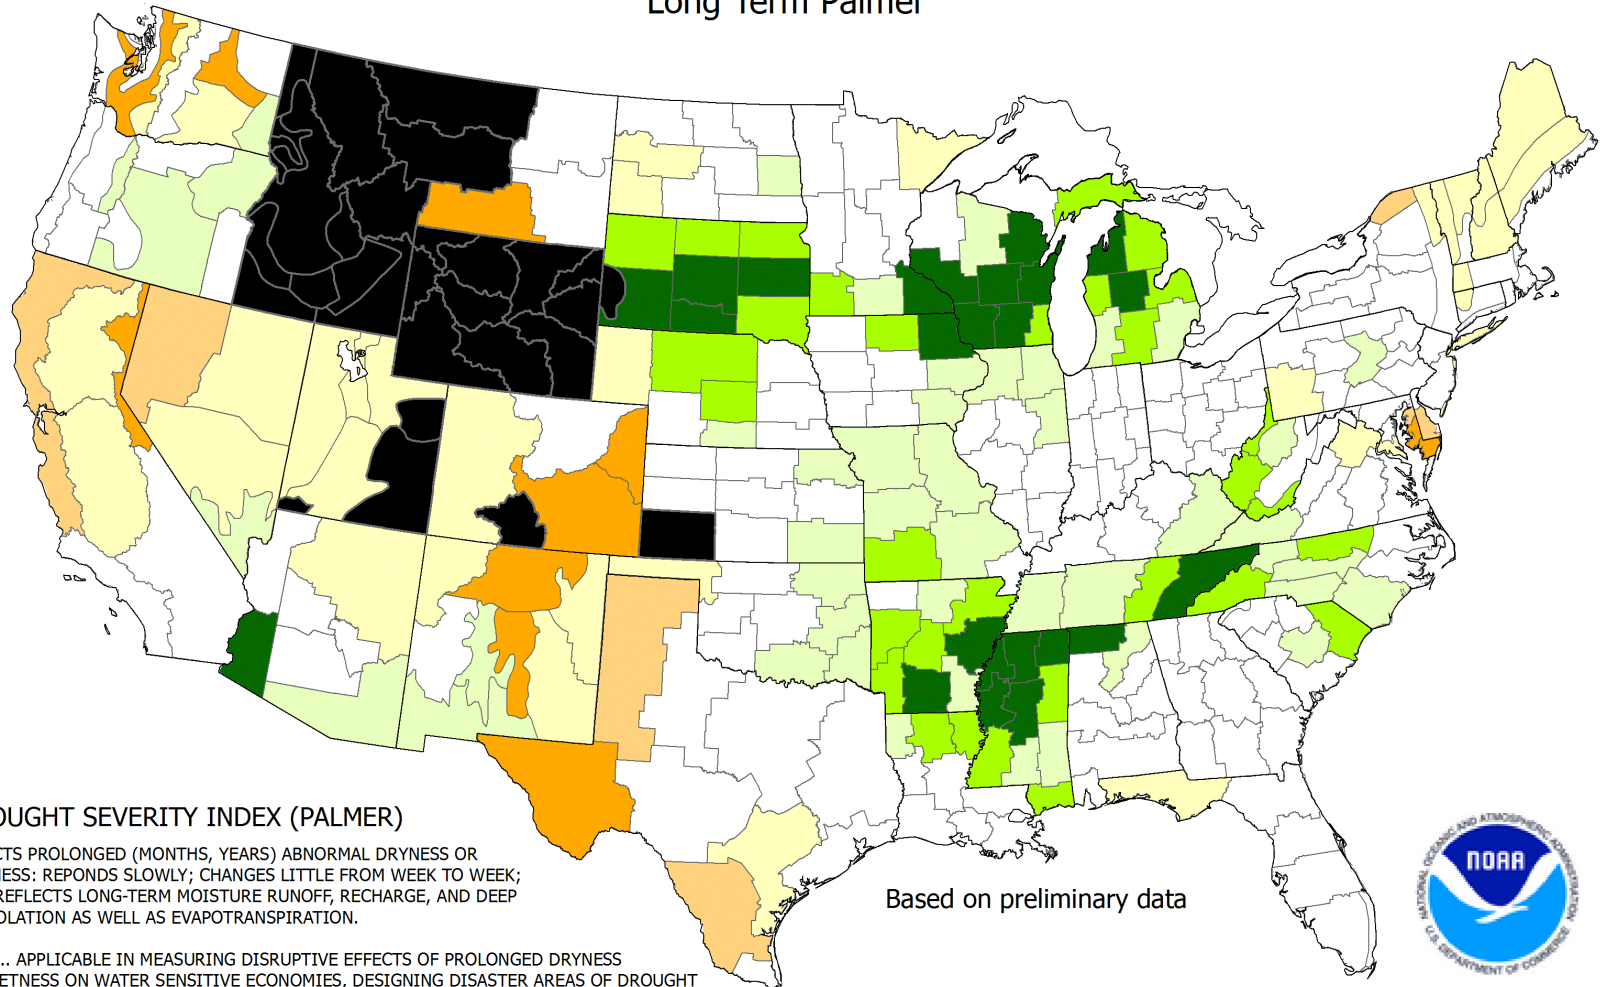 Long Term Palmer
OUGHT SEVERITY INDEX (PALMER)
CTS PROLONGED (MONTHS, YEARS) ABNORMAL DRYNESS OR
NESS: REPONDS SLOWLY; CHANGES LITTLE FROM WEEK TO WEEK;
REFLECTS LONG-TERM MOISTURE RUNOFF, RECHARGE, AND DEEP
OLATION AS WELL AS EVAPOTRANSPIRATION.
... APPLICABLE IN MEASURING DISRUPTIVE EFFECTS OF PROLONGED DRYNESS
ETNESS ON WATER SENSITIVE ECONOMIES, DESIGNING DISASTER AREAS OF DROUGHT
Based on preliminary data
NATIONAL OCEANIC AND ATMOSPHERIC ADMINISTRATION
NOAA
U.S. DEPARTMENT OF COMMERCE